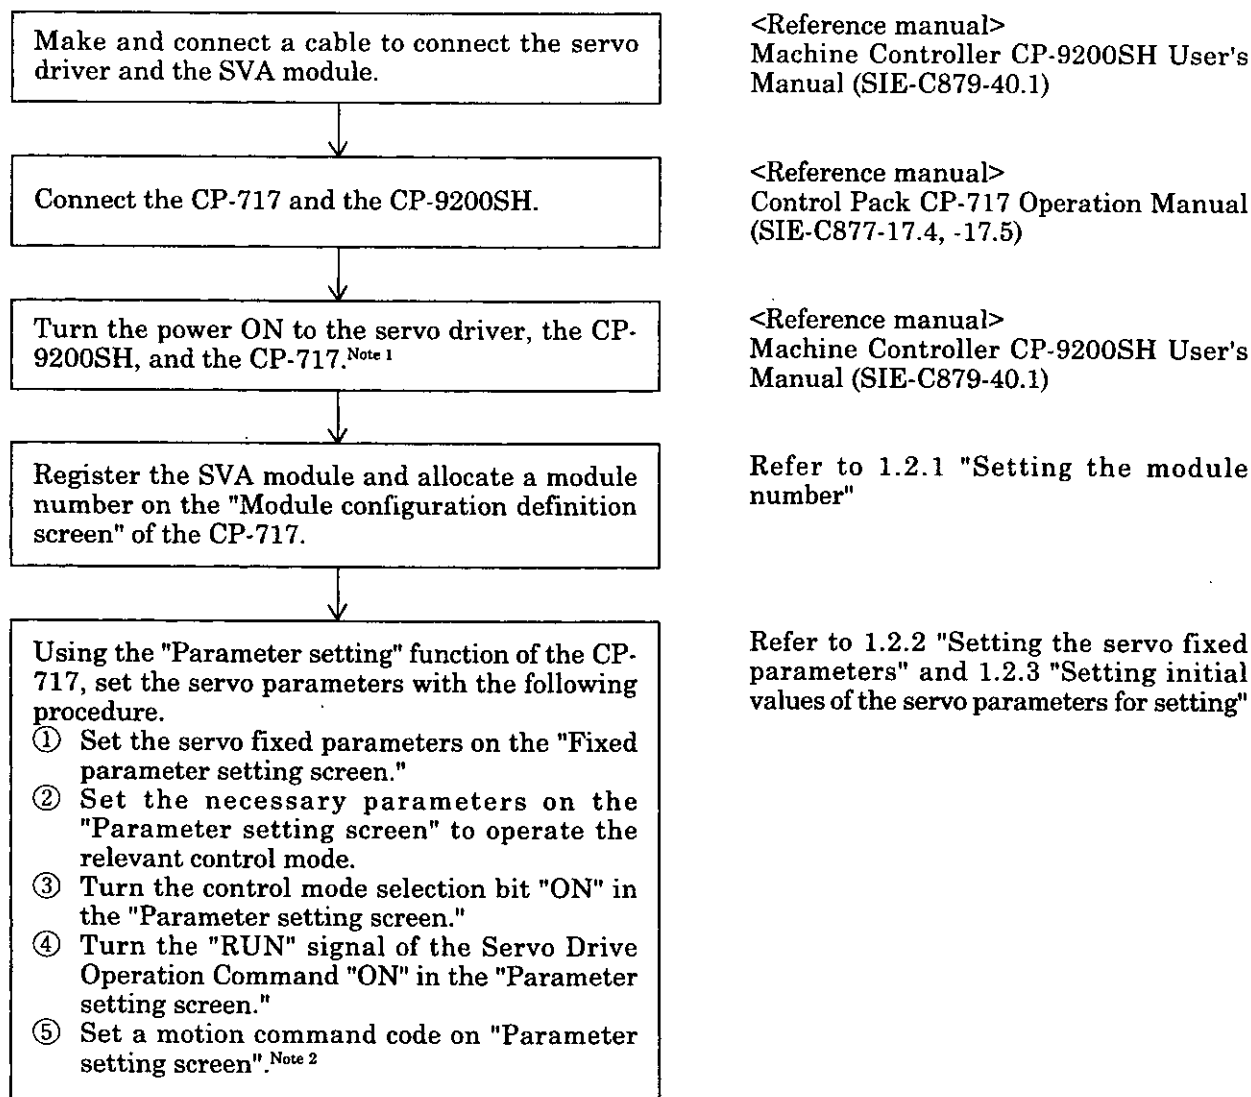 Make and connect a cable to connect the servo
driver and the SVA module.
<Reference manual>
Machine Controller CP-9200SH User's
Manual (SIE-C879-40.1)
Connect the CP-717 and the CP-9200SH.
<Reference manual>
Control Pack CP-717 Operation Manual
(SIE-C877-17.4, -17.5)
Turn the power ON to the servo driver, the CP-
9200SH, and the CP-717.Note 1
<Reference manual>
Machine Controller CP-9200SH User's
Manual (SIE-C879-40.1)
Register the SVA module and allocate a module
number on the "Module configuration definition
screen" of the CP-717.
Refer to 1.2.1 "Setting the module
number"
Using the "Parameter setting" function of the CP-
717, set the servo parameters with the following
procedure.
① Set the servo fixed parameters on the "Fixed
parameter setting screen."
② Set the necessary parameters on the
"Parameter setting screen" to operate the
relevant control mode.
③ Turn the control mode selection bit "ON" in
the "Parameter setting screen."
④ Turn the "RUN" signal of the Servo Drive
Operation Command "ON" in the "Parameter
setting screen."
⑤ Set a motion command code on "Parameter
setting screen".Note 2
Refer to 1.2.2 "Setting the servo fixed
parameters" and 1.2.3 "Setting initial
values of the servo parameters for setting"